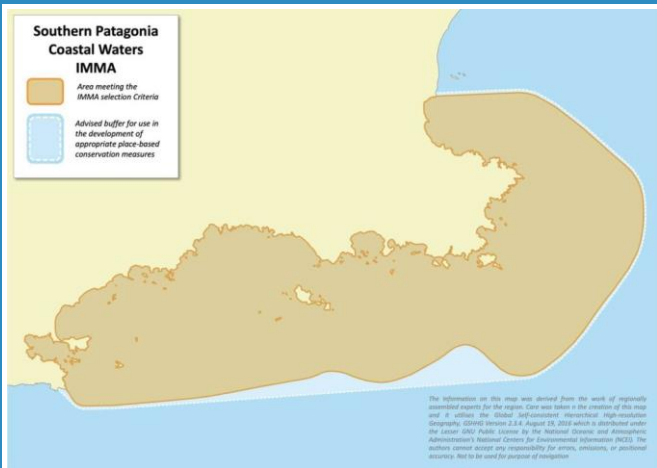 Southern Patagonia
Coastal Waters
IMMA
Area meeting the
IMMA selection Criteria
Advised buffer for use in
the development of
appropriate place-based
conservation measures
The information on this map was derived from the work of regionally
assembled experts for the region. Care was taken n the creation of this map
and it utilises the Global Self-consistent Hierarchical High-resolution
Geography, GSHHG Version 2.3.4. August 19, 2016 which is distributed under
the Lesser GNU Public License by the National Oceanic and Atmospheric
Administration's National Centers for Environmental Information (NCEI). The
authors cannot accept any responsibility for errors, omissions, or positional
accuracy. Not to be used for purpose of navigation